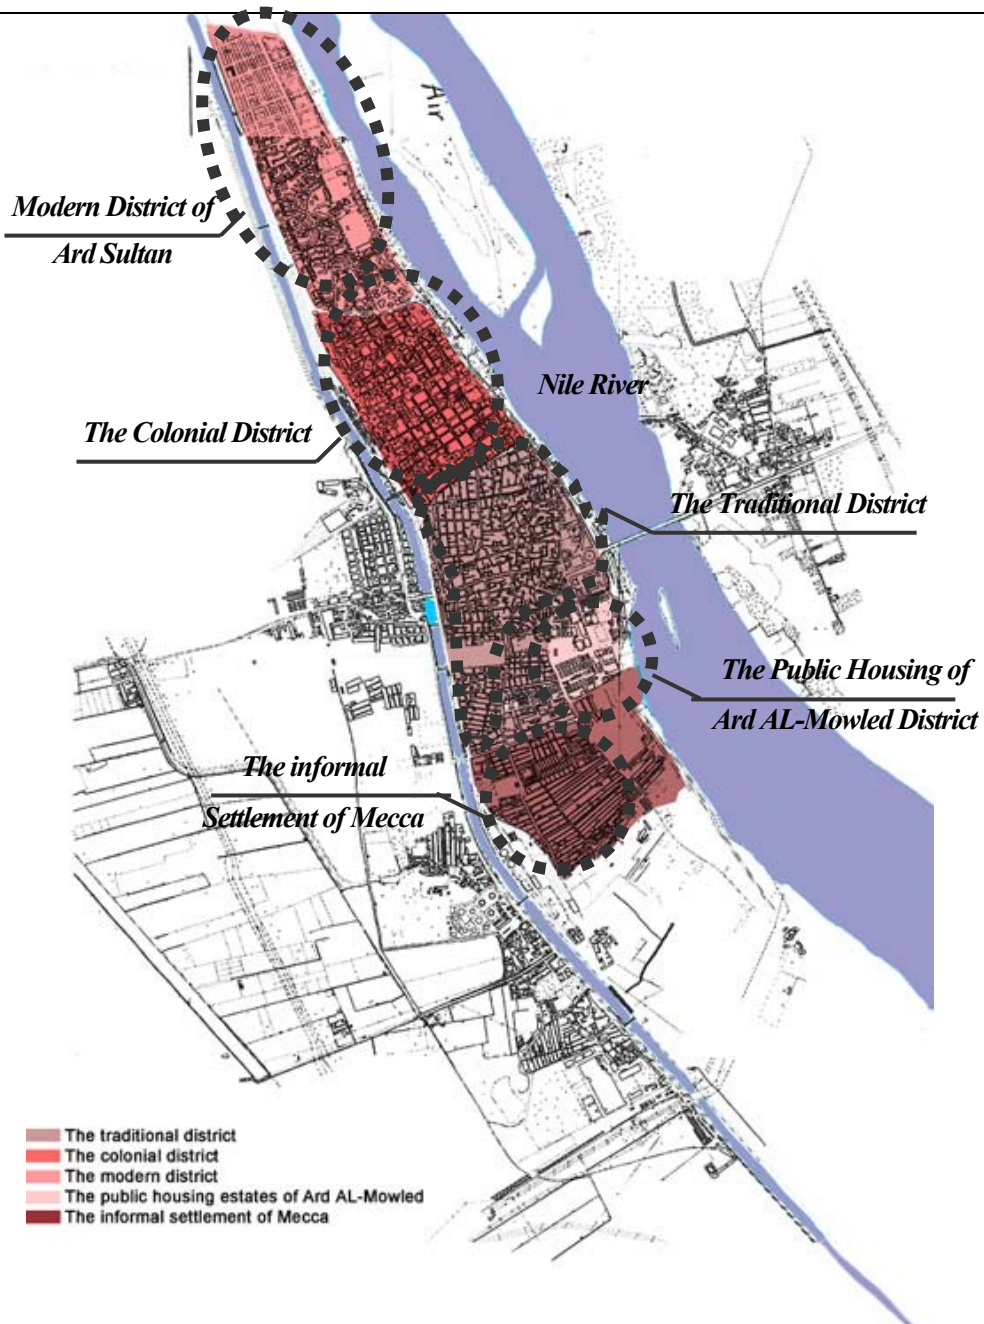 Air
Modern District of
Ard Sultan
Nile River
The Colonial District
The Traditional District
The Public Housing of
Ard AL-Mowled District
The informal
Settlement of Mecca
The traditional district
The colonial district
The modern district
The public housing estates of Ard AL-Mowled
The informal settlement of Mecca